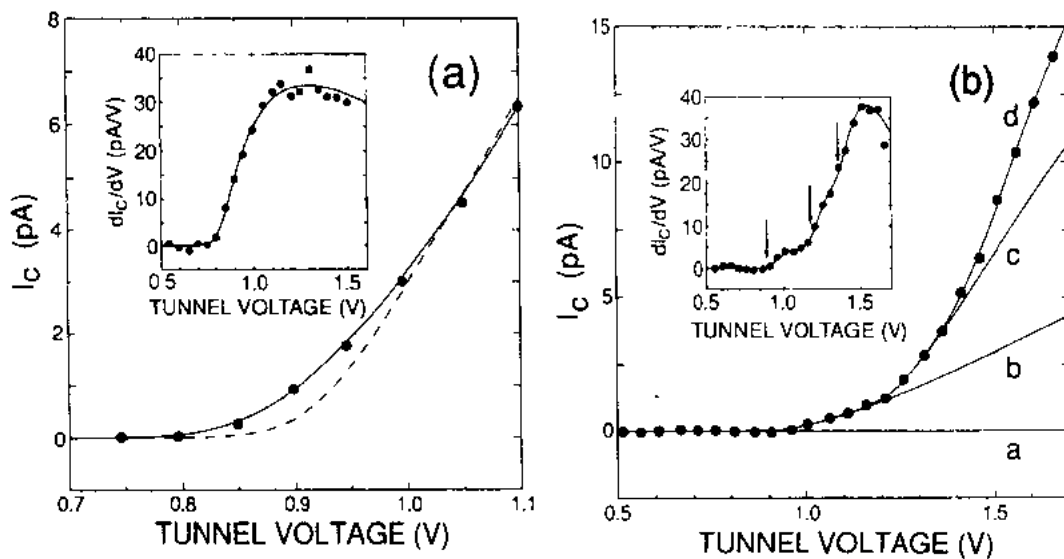 (a)
8
6
4
2
0
I_C (pA)
0.7 0.8 0.9 1.0 1.1
TUNNEL VOLTAGE (V)
40
30
20
10
0
dI_C/dV (pA/V)
0.5 1.0 1.5
TUNNEL VOLTAGE (V)
(b)
15
10
5
0
I_C (pA)
0.5 1.0 1.5
TUNNEL VOLTAGE (V)
d
c
b
a
40
30
20
10
0
dI_C/dV (pA/V)
0.5 1.0 1.5
TUNNEL VOLTAGE (V)